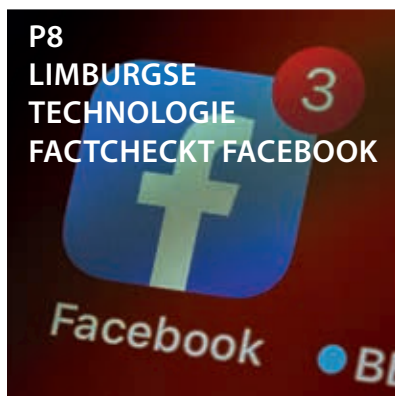 P8
LIMBURGSE
TECHNOLOGIE
FACTCHECKT FACEBOOK
3
f
Facebook